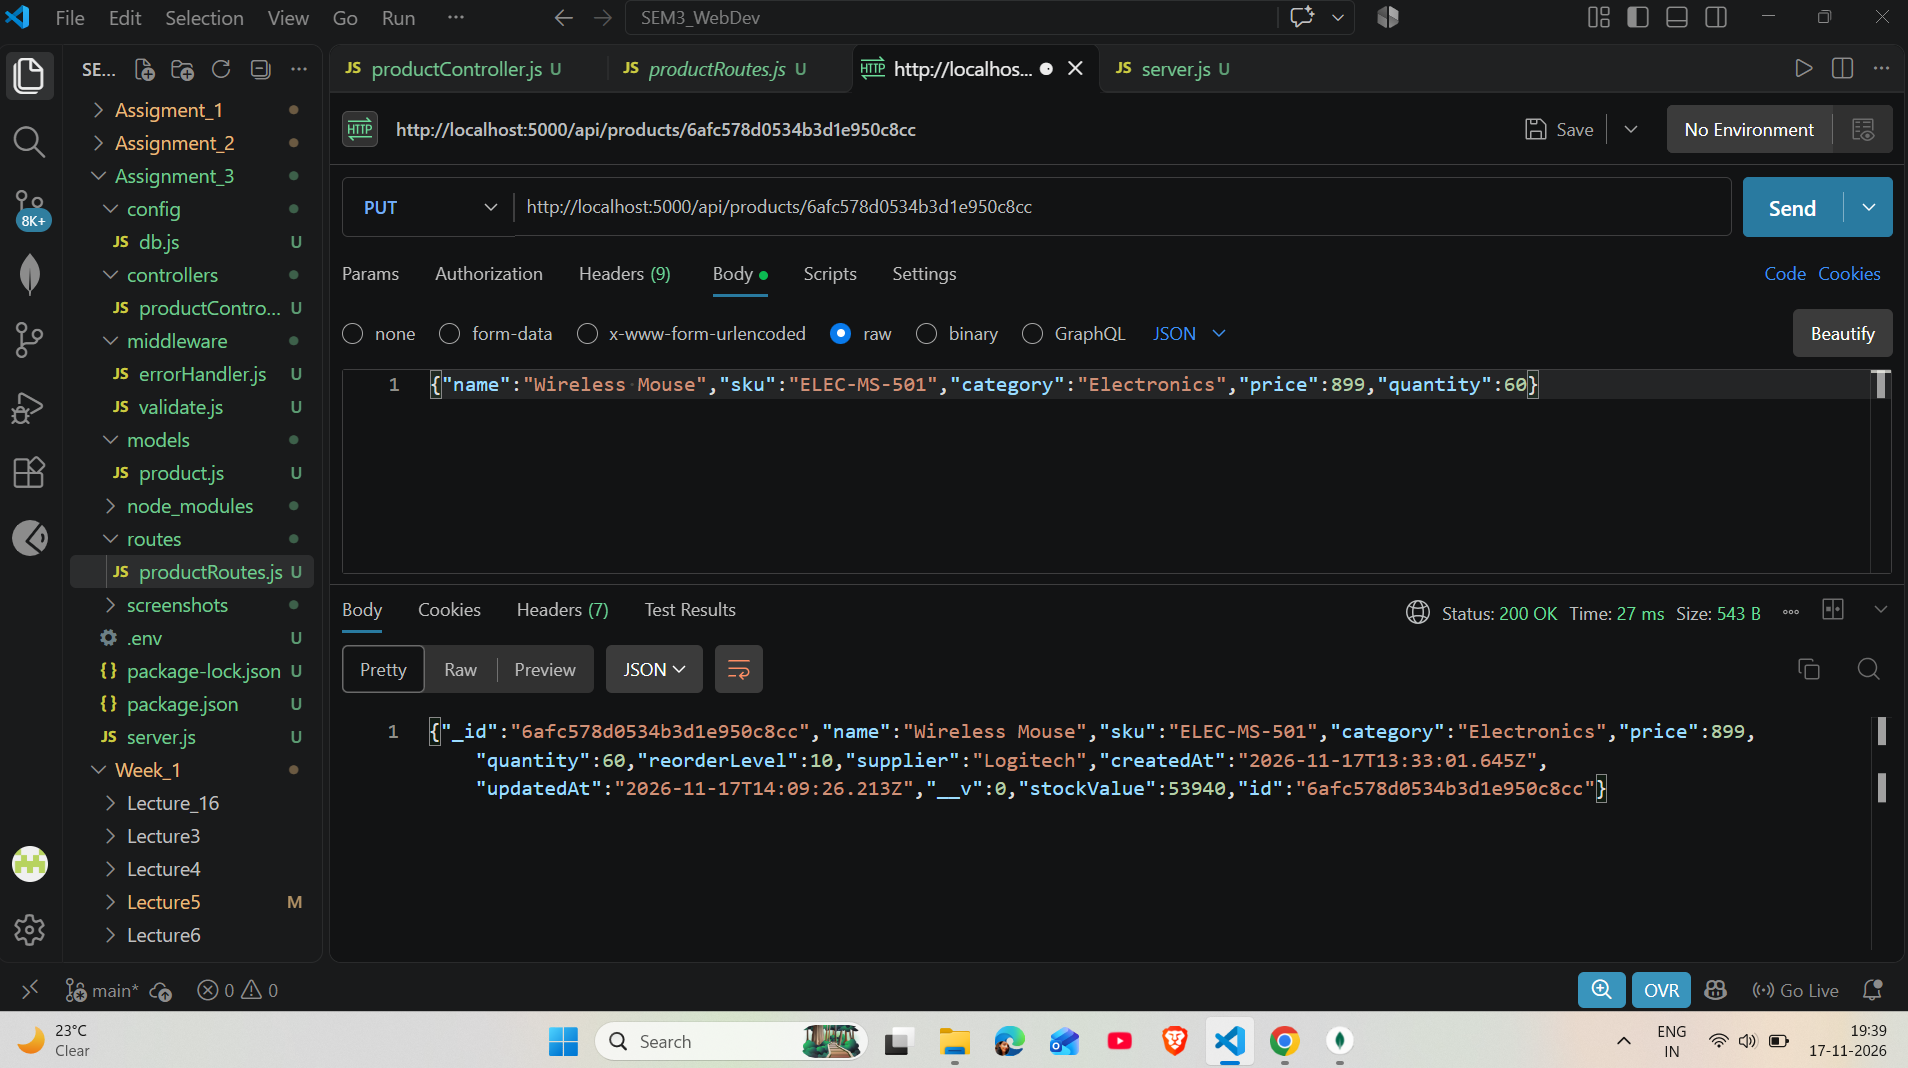 File Edit Selection View Go Run ··· SEM3_WebDev
SE... ···
Assigment_1
Assignment_2
Assignment_3
config
JS db.js U
controllers
JS productContro... U
middleware
JS errorHandler.js U
JS validate.js U
models
JS product.js U
node_modules
routes
JS productRoutes.js U
screenshots
.env U
{} package-lock.json U
{} package.json U
JS server.js U
Week_1
Lecture_16
Lecture3
Lecture4
Lecture5 M
Lecture6
8K+
JS productController.js U JS productRoutes.js U HTTP http://localhos... JS server.js U ···
HTTP http://localhost:5000/api/products/6afc578d0534b3d1e950c8cc Save No Environment
PUT http://localhost:5000/api/products/6afc578d0534b3d1e950c8cc Send
Params Authorization Headers (9) Body Scripts Settings Code Cookies
none form-data x-www-form-urlencoded raw binary GraphQL JSON Beautify
1 {"name":"Wireless·Mouse","sku":"ELEC-MS-501","category":"Electronics","price":899,"quantity":60}
Body Cookies Headers (7) Test Results Status: 200 OK Time: 27 ms Size: 543 B
Pretty Raw Preview JSON
1 {"_id":"6afc578d0534b3d1e950c8cc","name":"Wireless Mouse","sku":"ELEC-MS-501","category":"Electronics","price":899,
"quantity":60,"reorderLevel":10,"supplier":"Logitech","createdAt":"2026-11-17T13:33:01.645Z",
"updatedAt":"2026-11-17T14:09:26.213Z","__v":0,"stockValue":53940,"id":"6afc578d0534b3d1e950c8cc"}
main* 0 0 OVR Go Live
23°C
Clear
Search
ENG
IN
19:39
17-11-2026